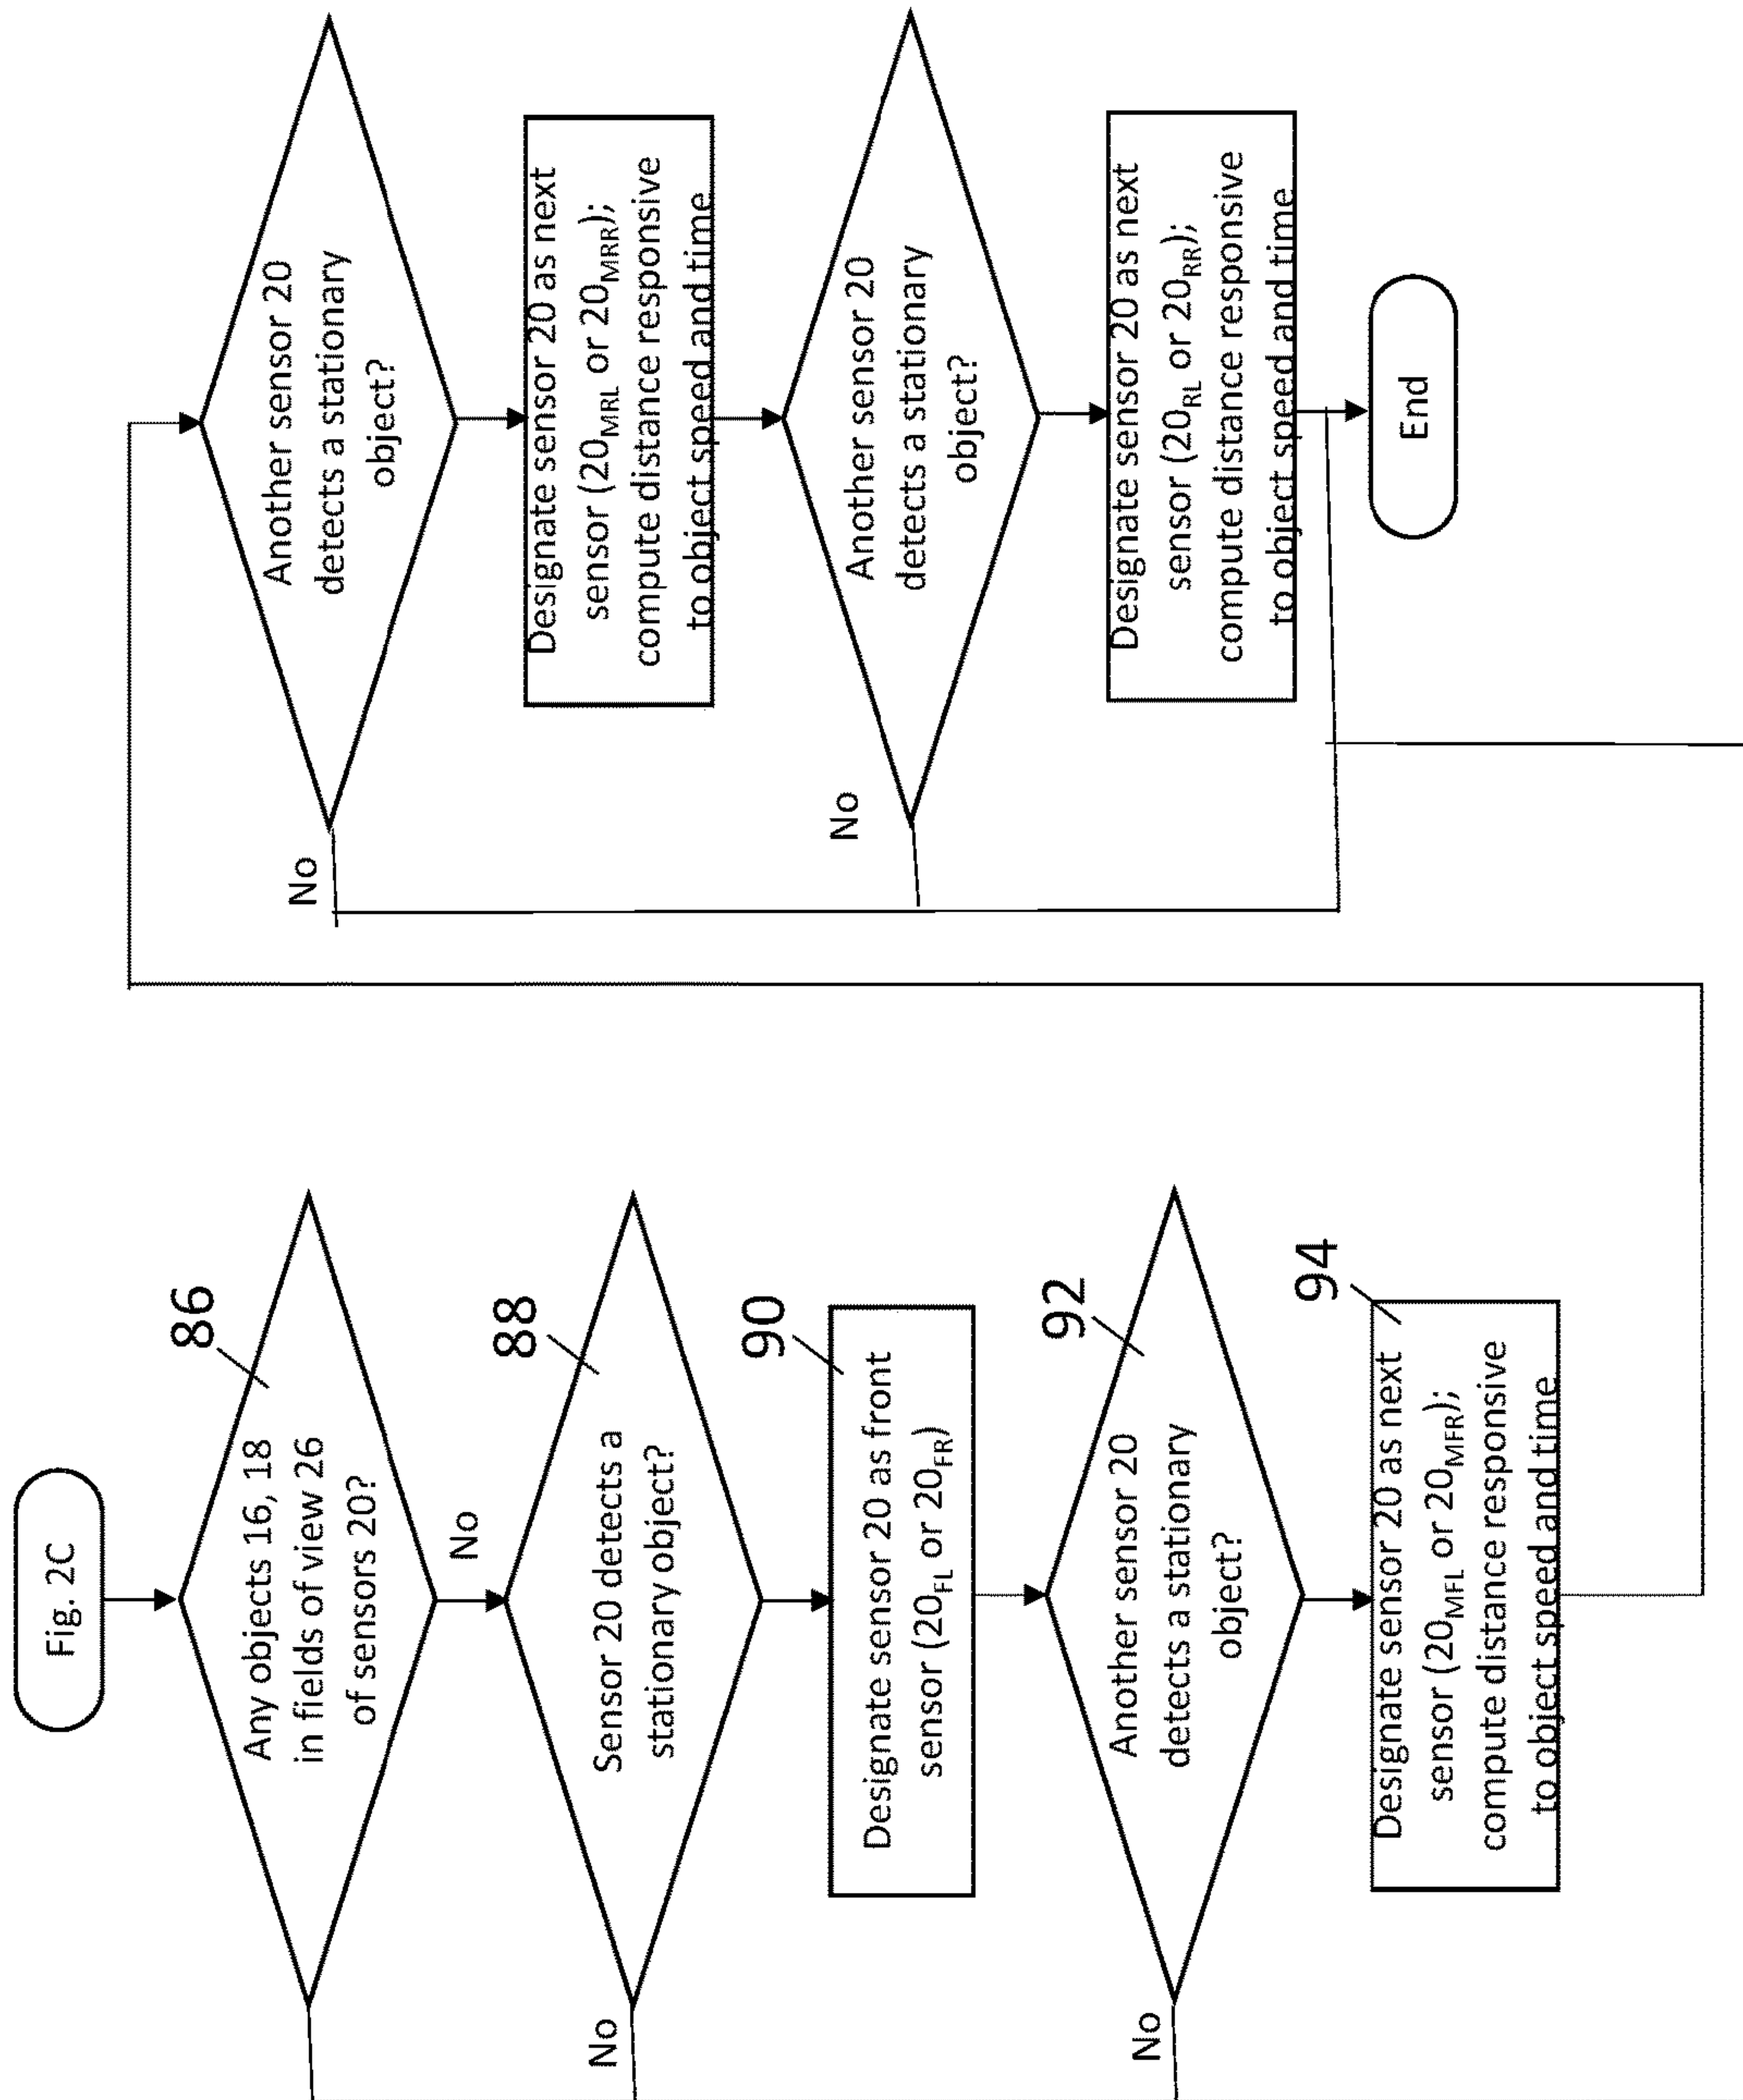 Fig. 2C
86
Any objects 16, 18
in fields of view 26
of sensors 20?
No
88
Sensor 20 detects a
stationary object?
No
90
Designate sensor 20 as front
sensor (20FL or 20FR)
92
Another sensor 20
detects a stationary
object?
No
94
Designate sensor 20 as next
sensor (20MFL or 20MFR);
compute distance responsive
to object speed and time
Another sensor 20
detects a stationary
object?
No
Designate sensor 20 as next
sensor (20MRL or 20MRR);
compute distance responsive
to object speed and time
Another sensor 20
detects a stationary
object?
No
Designate sensor 20 as next
sensor (20RL or 20RR);
compute distance responsive
to object speed and time
End